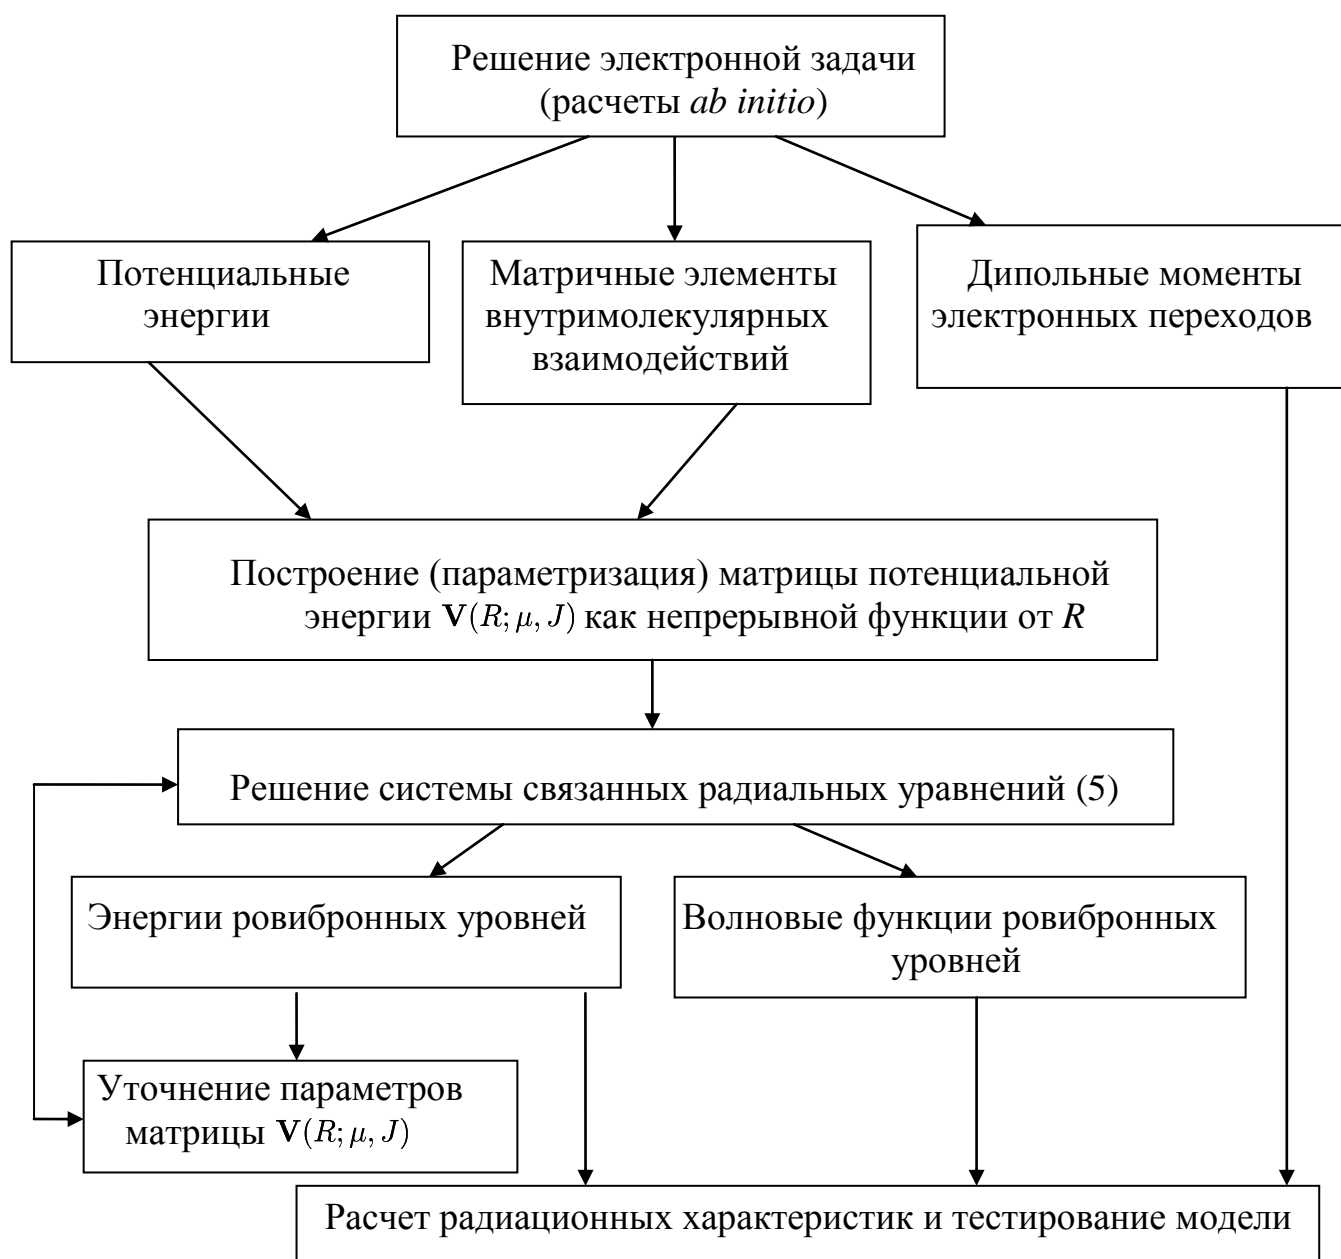 Решение электронной задачи
(расчеты ab initio)
Потенциальные
энергии
Матричные элементы
внутримолекулярных
взаимодействий
Дипольные моменты
электронных переходов
Построение (параметризация) матрицы потенциальной
энергии V(R; μ, J) как непрерывной функции от R
Решение системы связанных радиальных уравнений (5)
Энергии ровибронных уровней
Волновые функции ровибронных
уровней
Уточнение параметров
матрицы V(R; μ, J)
Расчет радиационных характеристик и тестирование модели